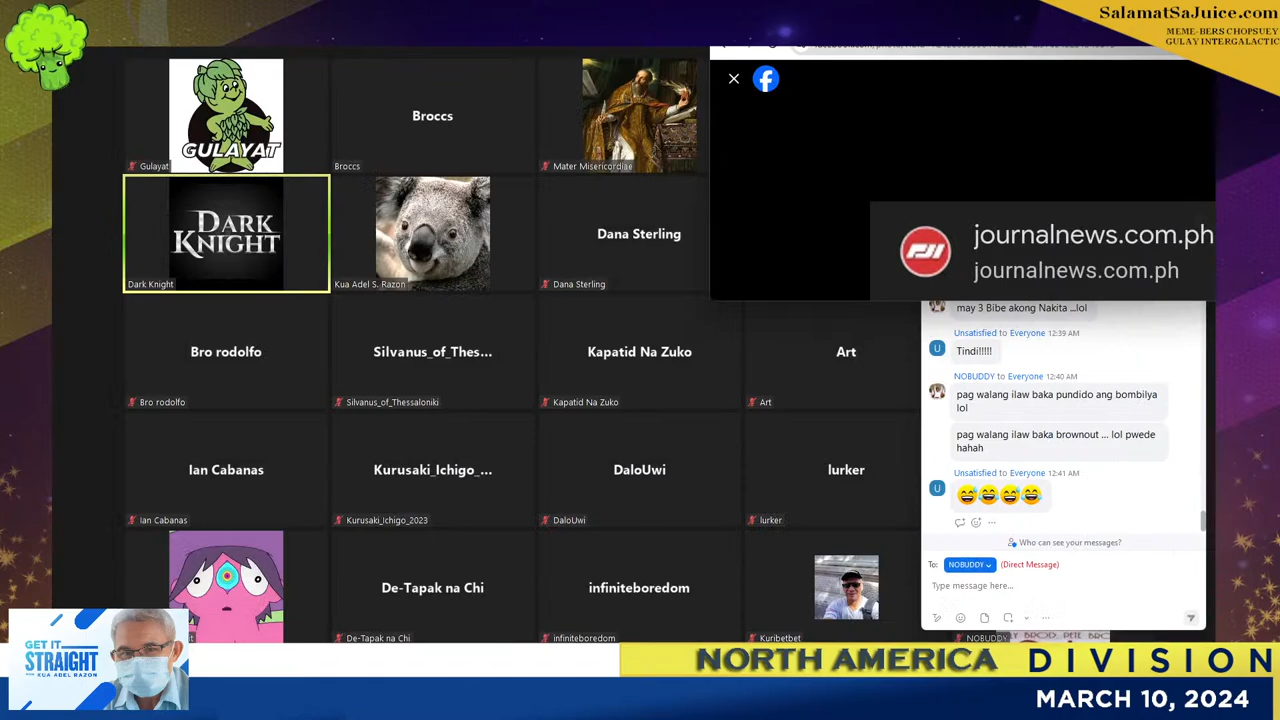 SalamatSaJuice.com
MEME-BERS CHOPSUEY
GULAY INTERGALACTIC
GULAYAT
Gulayat
Broccs
Broccs
Mater Misericordiae
journalnews.com.ph
journalnews.com.ph
DARK
KNIGHT
Dark Knight
Kua Adel S. Razon
Dana Sterling
Dana Sterling
Bro rodolfo
Bro rodolfo
Silvanus_of_Thes...
Silvanus_of_Thessaloniki
Kapatid Na Zuko
Kapatid Na Zuko
Art
Art
Ian Cabanas
Ian Cabanas
Kurusaki_Ichigo_...
Kurusaki_Ichigo_2023
DaloUwi
DaloUwi
lurker
lurker
De-Tapak na Chi
De-Tapak na Chi
infiniteboredom
infiniteboredom
Kuribetbet
NOBUDDY
may 3 Bibe akong Nakita ...lol
Unsatisfied to Everyone 12:39 AM
U
Tindi!!!!!
NOBUDDY to Everyone 12:40 AM
pag walang ilaw baka pundido ang bombilya
lol
pag walang ilaw baka brownout ... lol pwede
hahah
Unsatisfied to Everyone 12:41 AM
U
Who can see your messages?
To: NOBUDDY (Direct Message)
Type message here...
GET IT
STRAIGHT
KUA ADEL RAZON
NORTH AMERICA DIVISION
MARCH 10, 2024